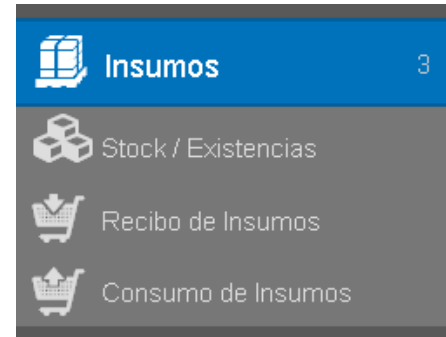 Insumos 3
Stock / Existencias
Recibo de Insumos
Consumo de Insumos